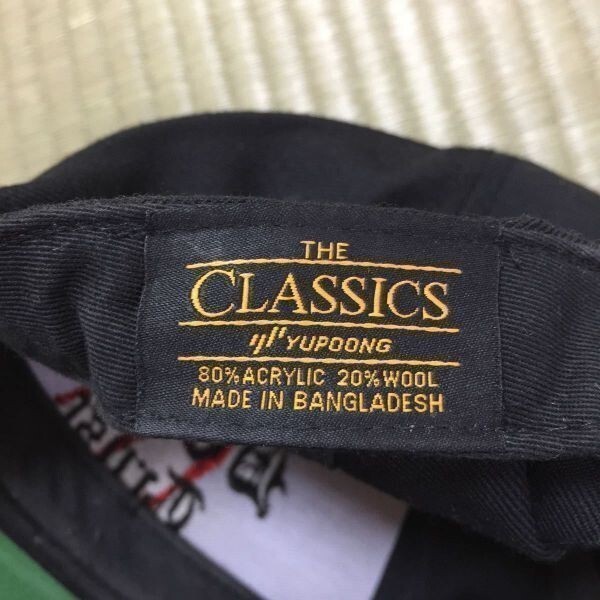 THE
CLASSICS
YUPOONG
80% ACRYLIC 20% WOOL
MADE IN BANGLADESH